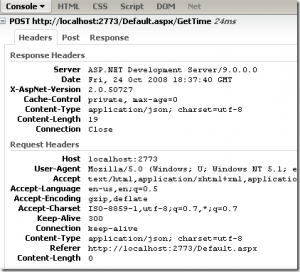 Console HTML CSS Script DOM Net
POST http://localhost:2773/Default.aspx/GetTime 24ms
Headers Post Response
Response Headers
Server ASP.NET Development Server/9.0.0.0
Date Fri, 24 Oct 2008 18:37:40 GMT
X-AspNet-Version 2.0.50727
Cache-Control private, max-age=0
Content-Type application/json; charset=utf-8
Content-Length 19
Connection Close
Request Headers
Host localhost:2773
User-Agent Mozilla/5.0 (Windows; U; Windows NT 5.1; e
Accept text/html,application/xhtml+xml,application
Accept-Language en-us,en;q=0.5
Accept-Encoding gzip,deflate
Accept-Charset ISO-8859-1,utf-8;q=0.7,*;q=0.7
Keep-Alive 300
Connection keep-alive
Content-Type application/json; charset=utf-8
Referer http://localhost:2773/Default.aspx
Content-Length 0